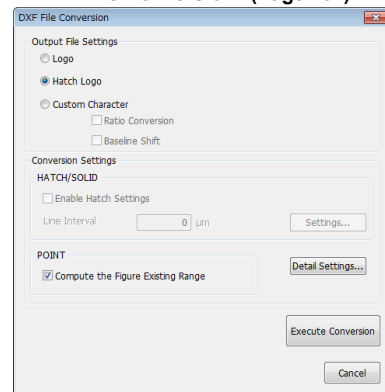 DXF File Conversion
Output File Settings
Logo
Hatch Logo
Custom Character
Ratio Conversion
Baseline Shift
Conversion Settings
HATCH/SOLID
Enable Hatch Settings
Line Interval 0 μm Settings...
POINT
Compute the Figure Existing Range
Detail Settings...
Execute Conversion
Cancel